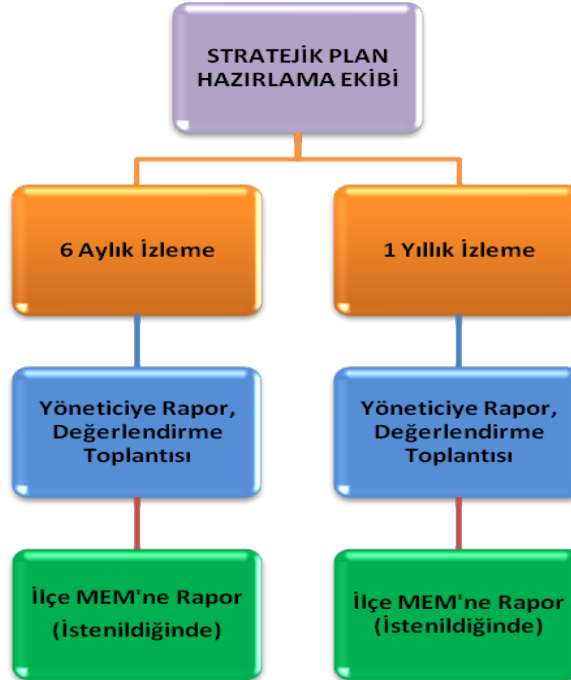 STRATEJİK PLAN
HAZIRLAMA EKİBİ
6 Aylık İzleme
1 Yıllık İzleme
Yöneticiye Rapor,
Değerlendirme
Toplantısı
Yöneticiye Rapor,
Değerlendirme
Toplantısı
İlçe MEM'ne Rapor
(İstenildiğinde)
İlçe MEM'ne Rapor
(İstenildiğinde)